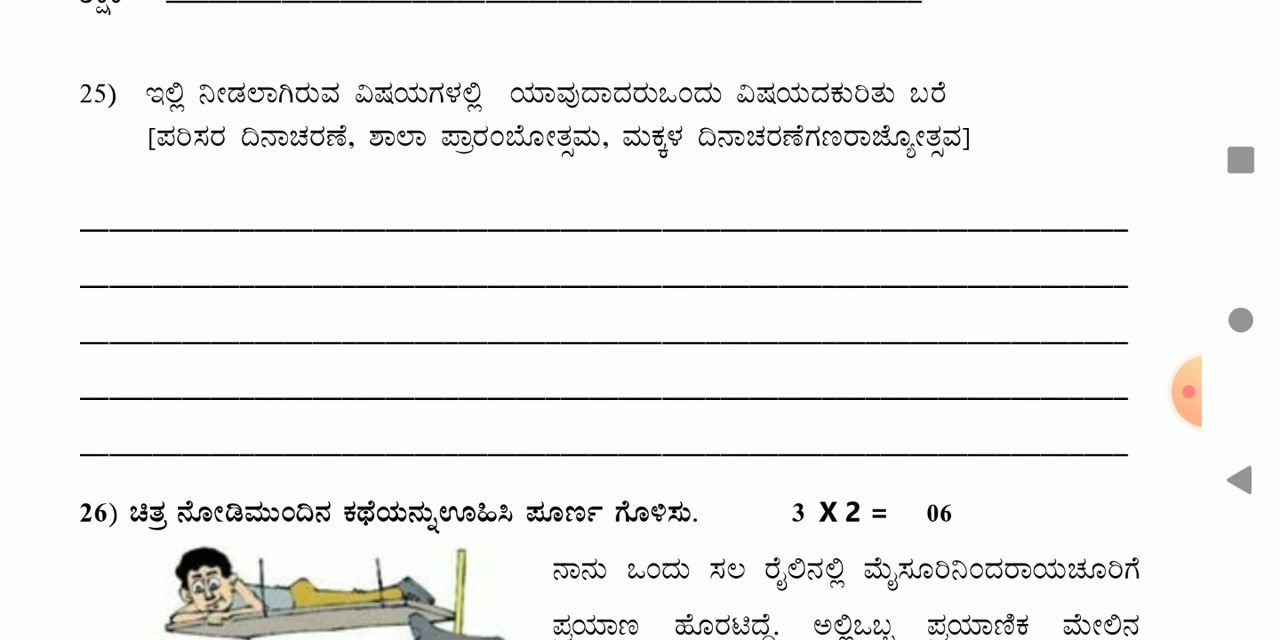 25) ಇಲ್ಲಿ ನೀಡಲಾಗಿರುವ ವಿಷಯಗಳಲ್ಲಿ ಯಾವುದಾದರುಒಂದು ವಿಷಯದಕುರಿತು ಬರೆ
[ಪರಿಸರ ದಿನಾಚರಣೆ, ಶಾಲಾ ಪ್ರಾರಂಬೋತ್ಸಮ, ಮಕ್ಕಳ ದಿನಾಚರಣೆಗಣರಾಜ್ಯೋತ್ಸವ]
26) ಚಿತ್ರ ನೋಡಿಮುಂದಿನ ಕಥೆಯನ್ನುಊಹಿಸಿ ಪೂರ್ಣ ಗೊಳಿಸು. 3 X 2 = 06
ನಾನು ಒಂದು ಸಲ ರೈಲಿನಲ್ಲಿ ಮೈಸೂರಿನಿಂದರಾಯಚೂರಿಗೆ
ಪ್ರಯಾಣ ಹೊರಟಿದ್ದೆ. ಅಲ್ಲಿಒಬ್ಬ ಪ್ರಯಾಣಿಕ ಮೇಲಿನ